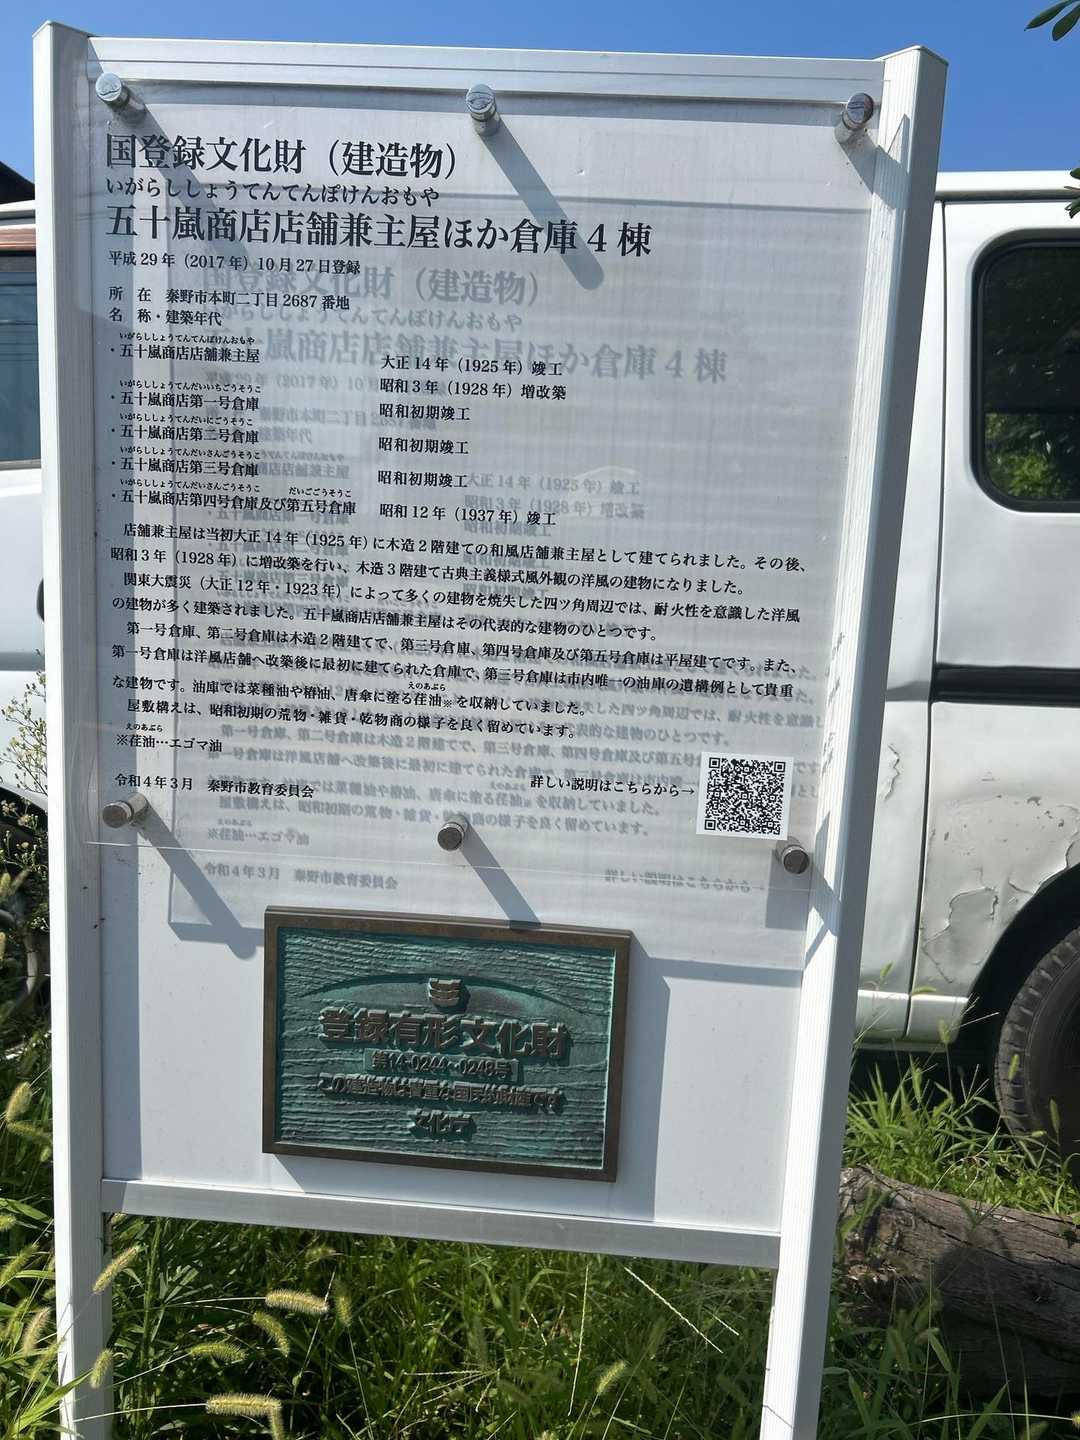 国登録文化財（建造物）
いがらししょうてんてんぽけんおもや
五十嵐商店店舗兼主屋ほか倉庫4棟
平成29年（2017年）10月27日登録
所　在　秦野市本町二丁目2687番地
名　称・建築年代
いがらししょうてんてんぽけんおもや
・五十嵐商店店舗兼主屋　大正14年（1925年）竣工
昭和3年（1928年）増改築
いがらししょうてんだいいちごうそうこ
・五十嵐商店第一号倉庫　昭和初期竣工
いがらししょうてんだいにごうそうこ
・五十嵐商店第二号倉庫　昭和初期竣工
いがらししょうてんだいさんごうそうこ
・五十嵐商店第三号倉庫　昭和初期竣工
いがらししょうてんだいさんごうそうこ　だいごごうそうこ
・五十嵐商店第四号倉庫及び第五号倉庫　昭和12年（1937年）竣工
店舗兼主屋は当初大正14年（1925年）に木造2階建ての和風店舗兼主屋として建てられました。その後、
昭和3年（1928年）に増改築を行い、木造3階建て古典主義様式風外観の洋風の建物になりました。
関東大震災（大正12年・1923年）によって多くの建物を焼失した四ツ角周辺では、耐火性を意識した洋風
の建物が多く建築されました。五十嵐商店店舗兼主屋はその代表的な建物のひとつです。
第一号倉庫、第二号倉庫は木造2階建てで、第三号倉庫、第四号倉庫及び第五号倉庫は平屋建てです。また、
第一号倉庫は洋風店舗へ改築後に最初に建てられた倉庫で、第三号倉庫は市内唯一の油庫の遺構例として貴重
えのあぶら
な建物です。油庫では菜種油や椿油、唐傘に塗る荏油※を収納していました。
屋敷構えは、昭和初期の荒物・雑貨・乾物商の様子を良く留めています。
えのあぶら
※荏油…エゴマ油
令和4年3月　秦野市教育委員会　詳しい説明はこちらから→
登録有形文化財
第14-0244~0248号
この建造物は貴重な国民的財産です
文化庁